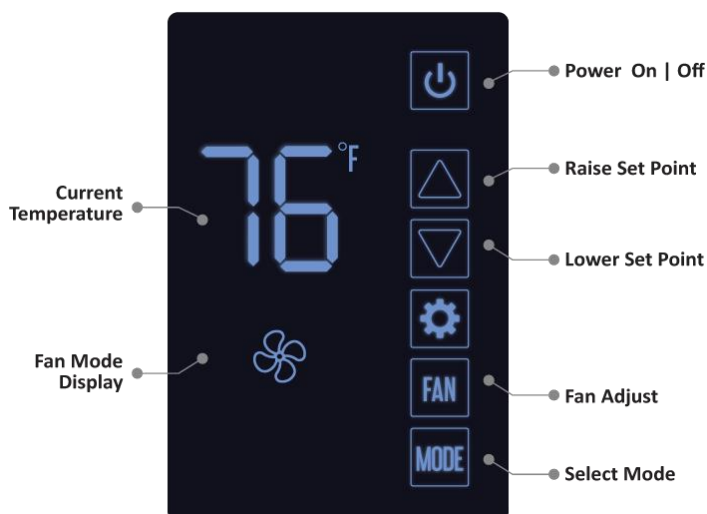 Power On | Off
76°F
Raise Set Point
Current
Temperature
Lower Set Point
Fan Mode
Display
FAN
Fan Adjust
MODE
Select Mode